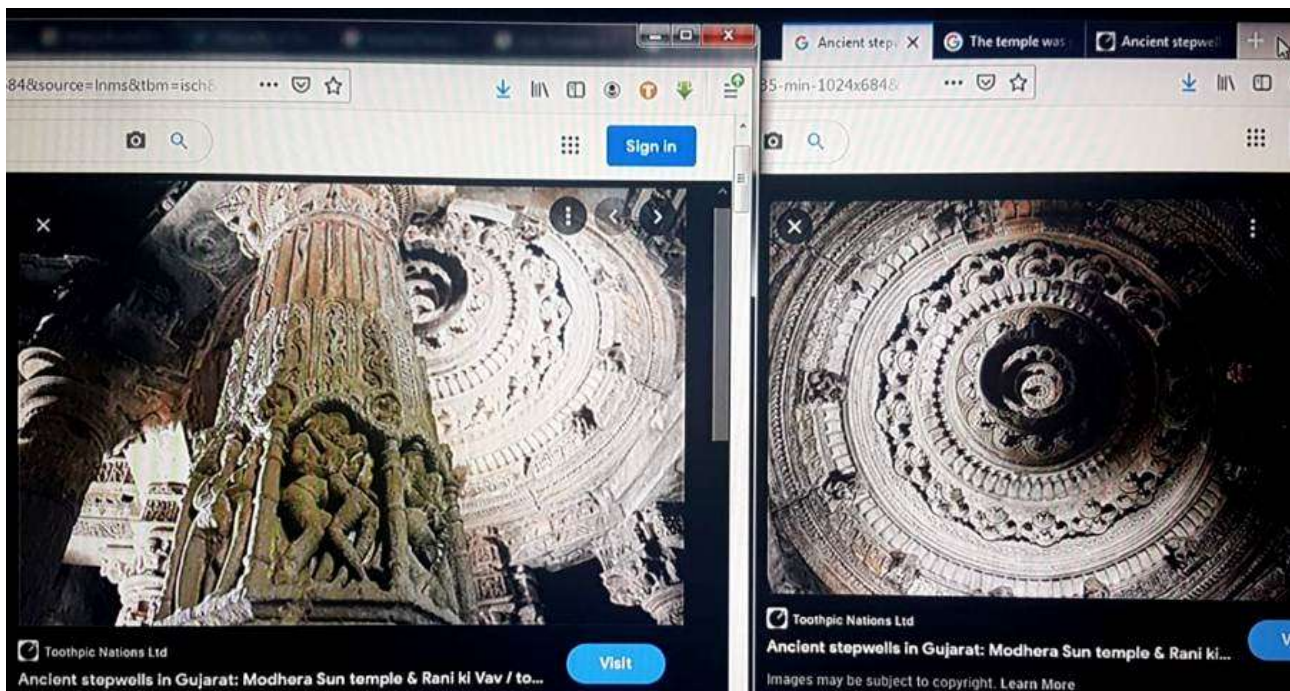 Ancient step
The temple was
Ancient stepwell
84&source=lnms&tbm=isch&
35-min-1024x684&
Sign in
Toothpic Nations Ltd
Visit
Ancient stepwells in Gujarat: Modhera Sun temple & Rani ki Vav / to...
Toothpic Nations Ltd
Ancient stepwells in Gujarat: Modhera Sun temple & Rani ki...
V
Images may be subject to copyright. Learn More